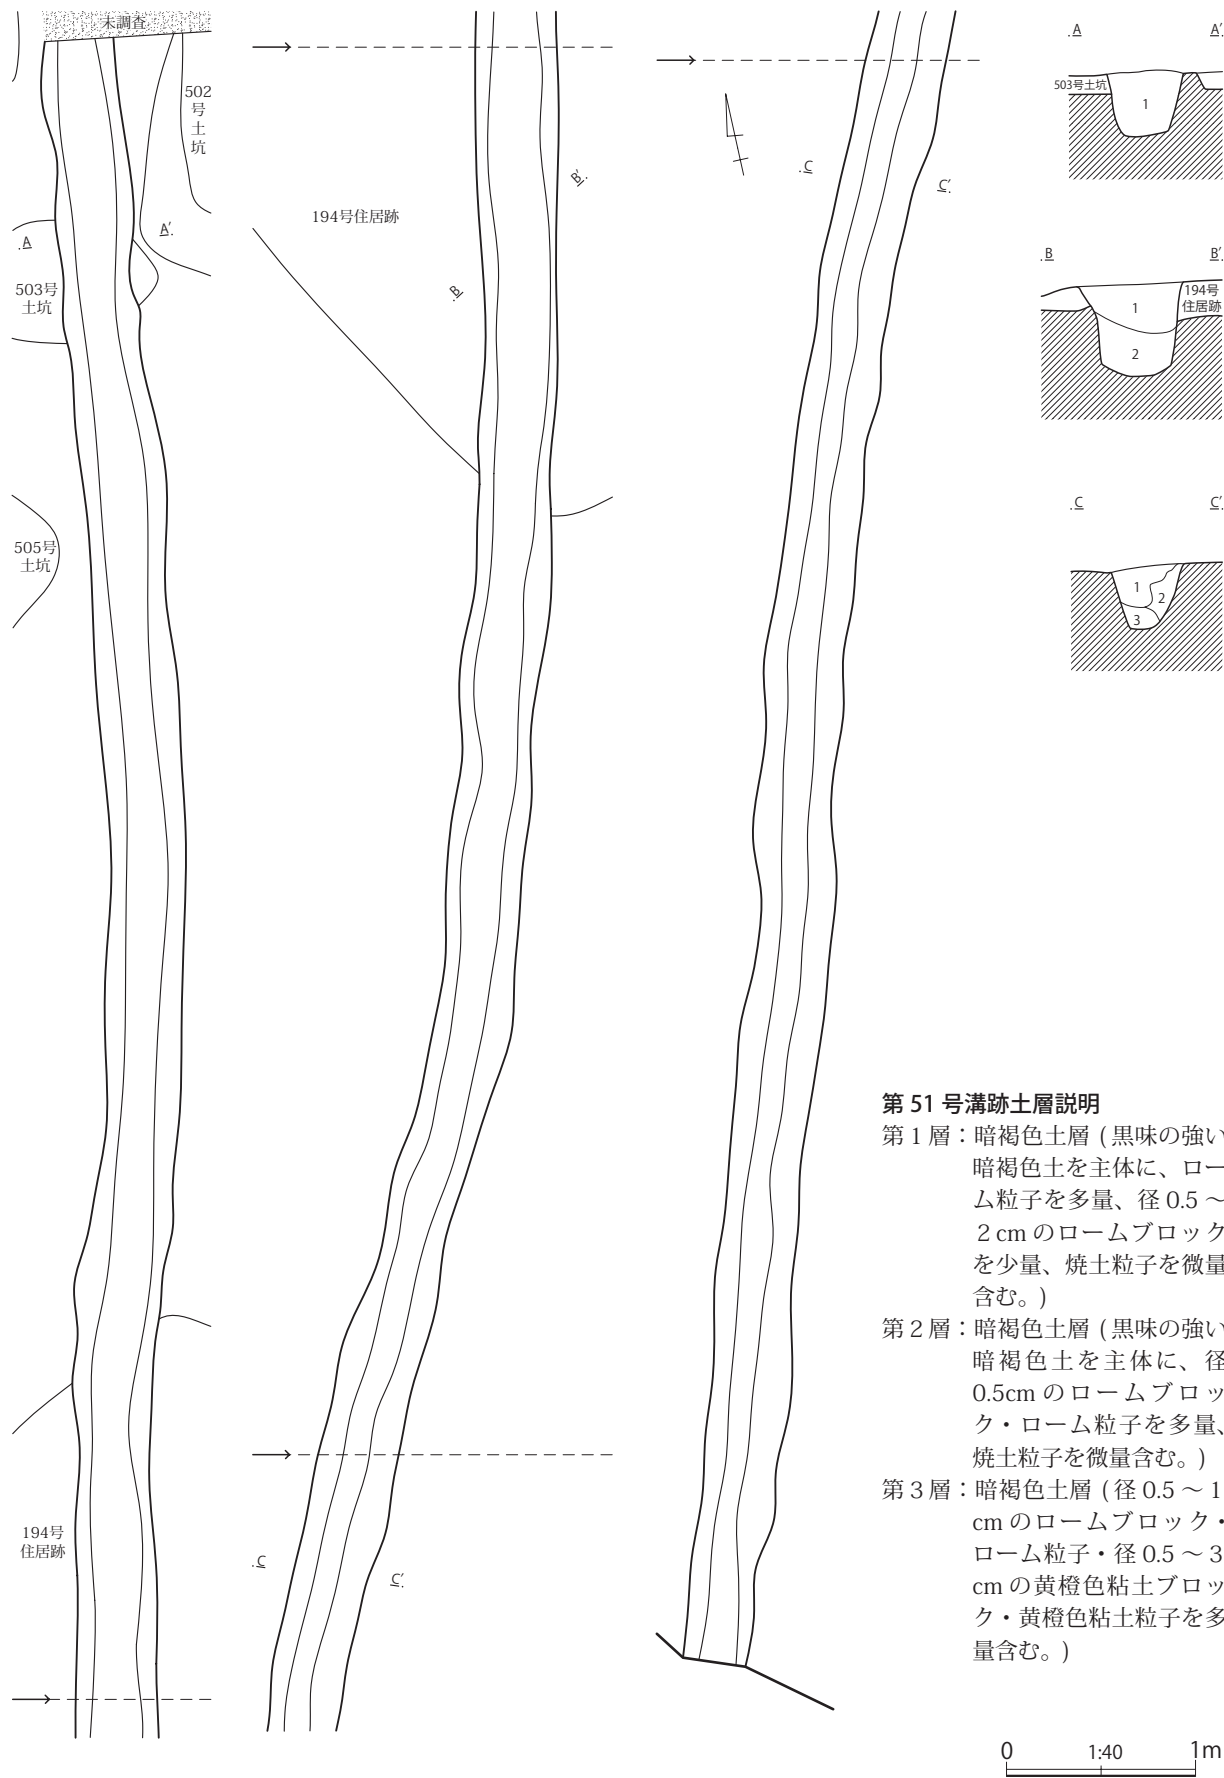 未調査
502
号
土
坑
A
A′
503号
土坑
505号
土坑
194号
住居跡
194号住居跡
B
B′
C
C′
C
C′
A
A′
503号土坑
1
B
B′
1
194号
住居跡
2
C
C′
1
2
3
第 51 号溝跡土層説明
第1層：暗褐色土層 ( 黒味の強い
暗褐色土を主体に、ロー
ム粒子を多量、径 0.5 ～
２cm のロームブロック
を少量、焼土粒子を微量
含む。)
第2層：暗褐色土層 ( 黒味の強い
暗褐色土を主体に、径
0.5cm のロームブロッ
ク・ローム粒子を多量、
焼土粒子を微量含む。)
第3層：暗褐色土層 ( 径 0.5 ～ 1
cm のロームブロック・
ローム粒子・径 0.5 ～ 3
cm の黄橙色粘土ブロッ
ク・黄橙色粘土粒子を多
量含む。)
0 1:40 1m